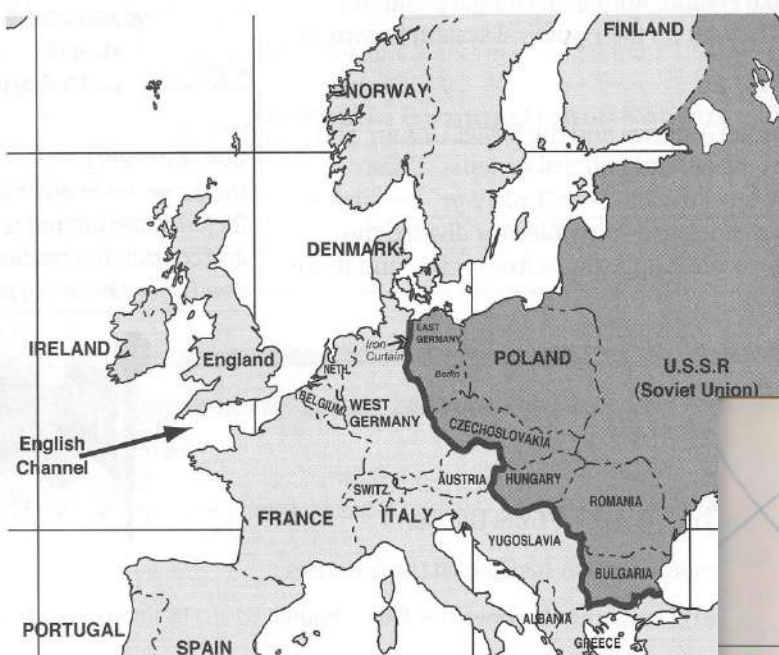 FINLAND
NORWAY
DENMARK
IRELAND
England
English
Channel
Iron
Curtain
EAST
GERMANY
Berlin
POLAND
U.S.S.R
(Soviet Union)
NETH.
BELGIUM
WEST
GERMANY
CZECHOSLOVAKIA
SWITZ.
AUSTRIA
HUNGARY
ROMANIA
FRANCE
ITALY
YUGOSLAVIA
BULGARIA
ALBANIA
GREECE
PORTUGAL
SPAIN